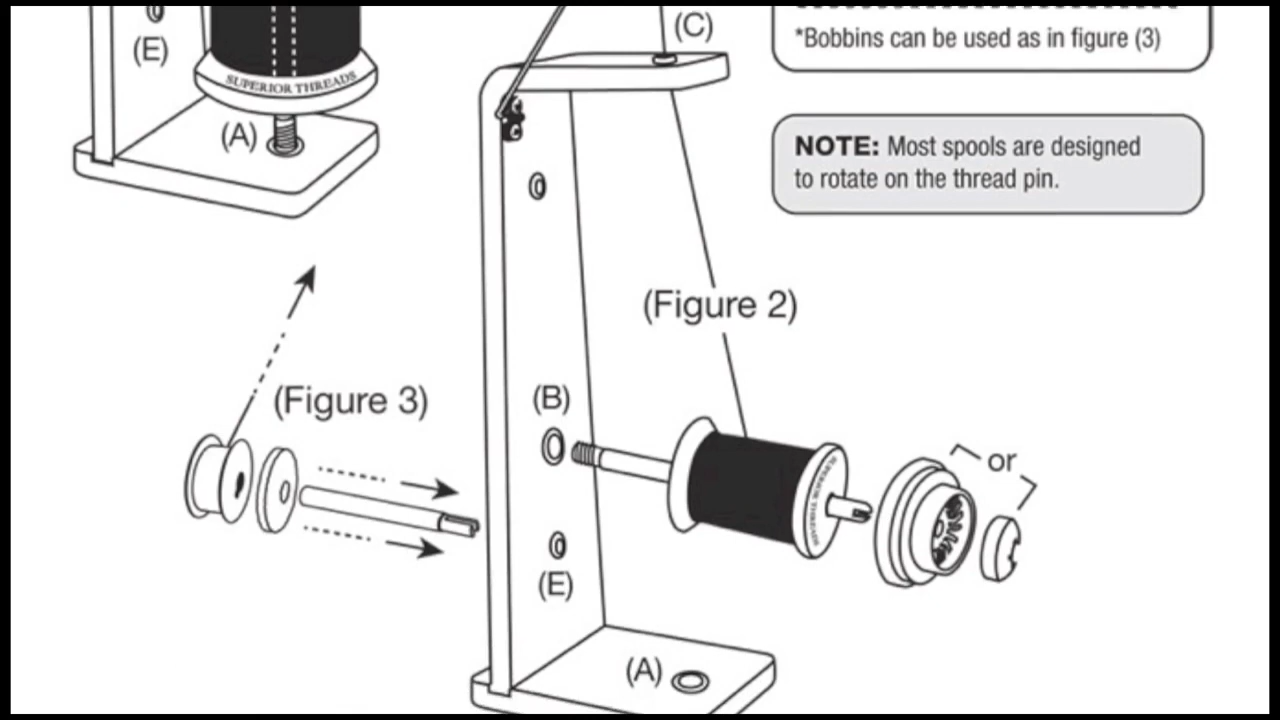 (E)
SUPERIOR THREADS
(A)
(C)
*Bobbins can be used as in figure (3)
NOTE: Most spools are designed
to rotate on the thread pin.
(Figure 2)
(Figure 3)
(B)
or
SUPERIOR THREADS
(E)
(A)